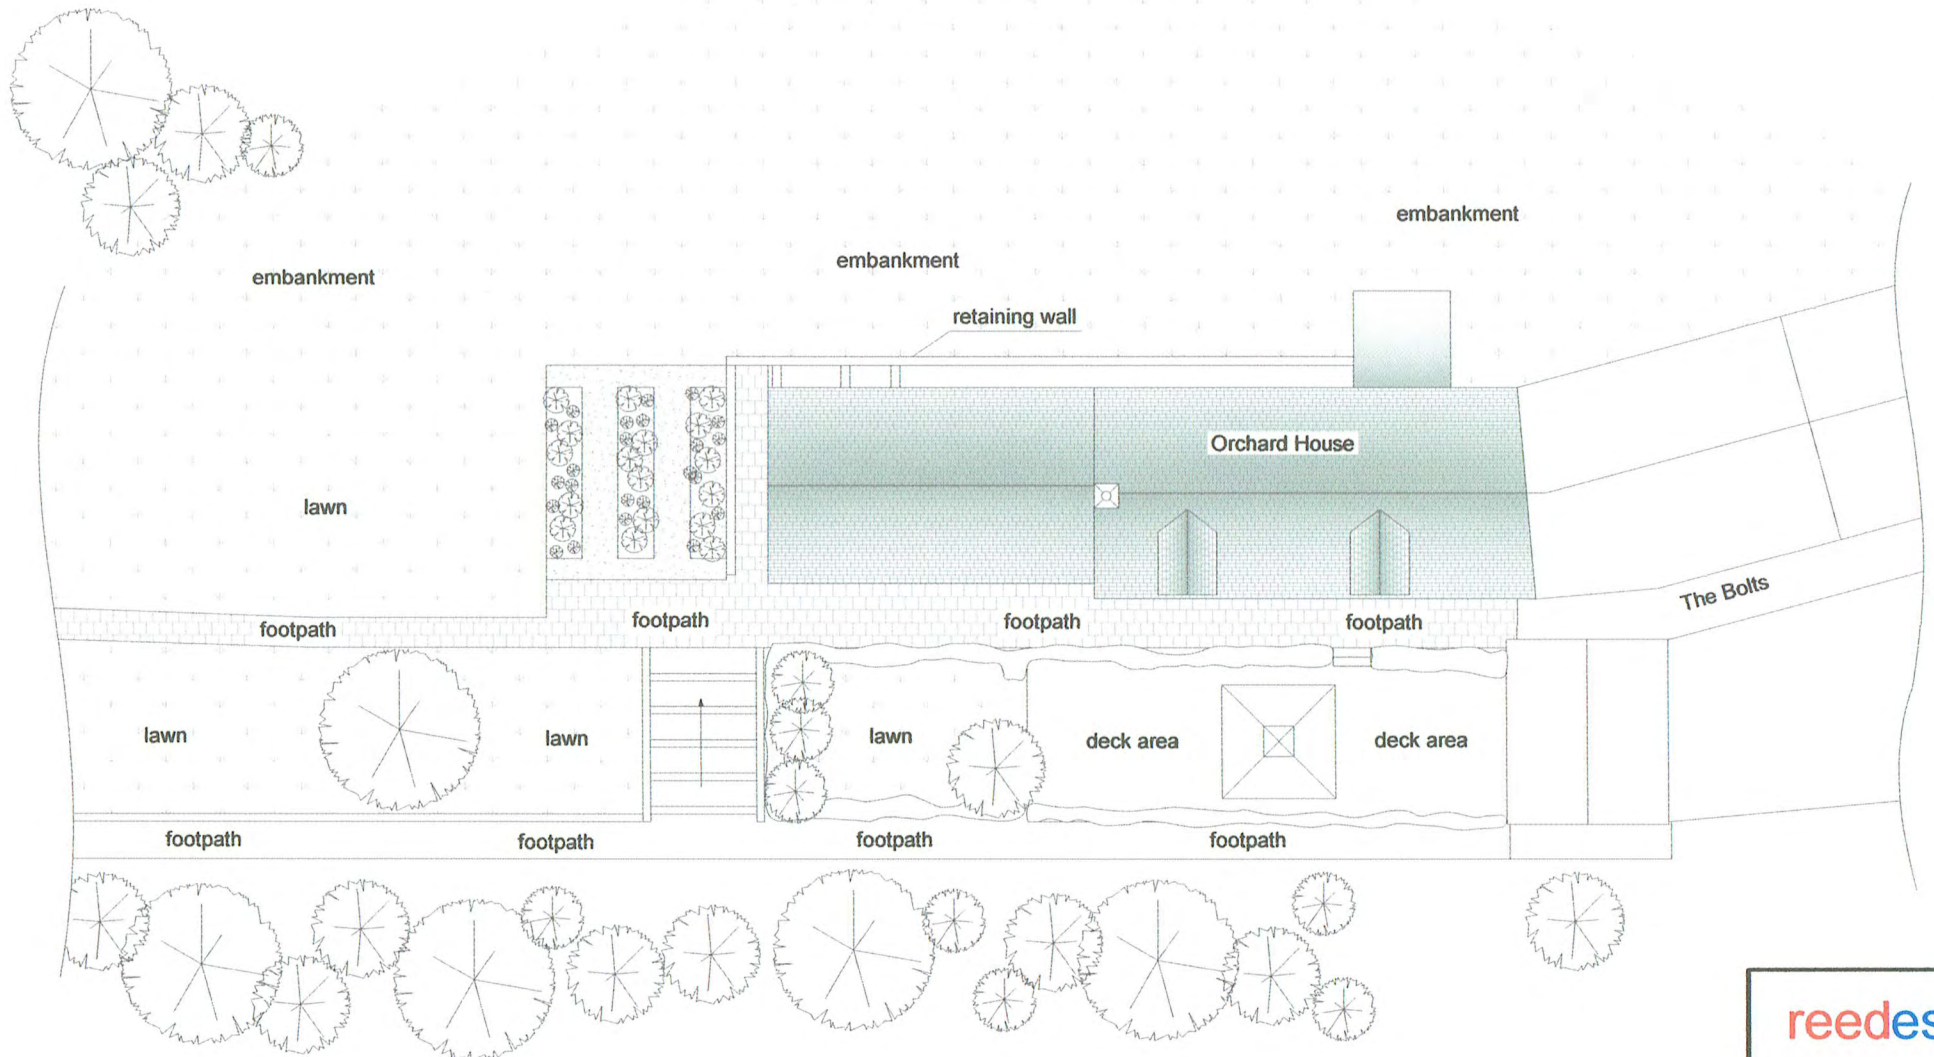 embankment
embankment
embankment
retaining wall
Orchard House
lawn
The Bolts
footpath
footpath
footpath
footpath
lawn
lawn
lawn
deck area
deck area
footpath
footpath
footpath
footpath
reedes